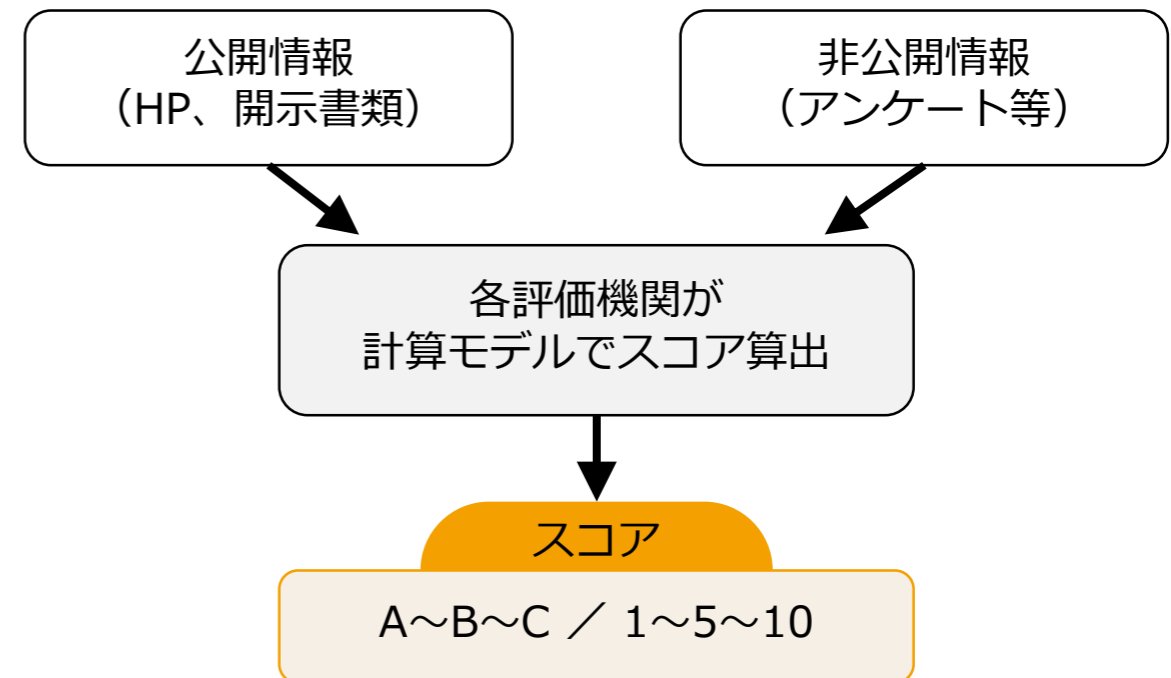 公開情報
（HP、開示書類）
非公開情報
（アンケート等）
各評価機関が
計算モデルでスコア算出
スコア
A～B～C ／ 1～5～10